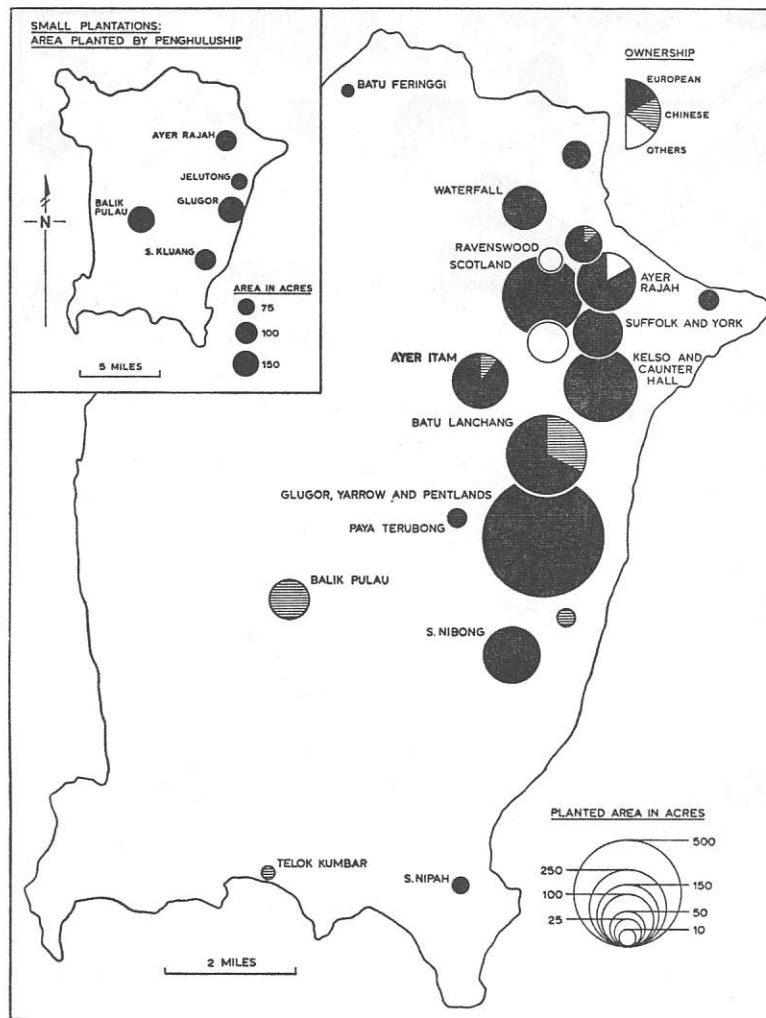 SMALL PLANTATIONS:
AREA PLANTED BY PENGHULUSHIP
AYER RAJAH
JELUTONG
GLUGOR
BALIK
PULAU
S. KLUANG
N
AREA IN ACRES
75
100
150
5 MILES
OWNERSHIP
EUROPEAN
CHINESE
OTHERS
BATU FERINGGI
WATERFALL
RAVENSWOOD
SCOTLAND
AYER
RAJAH
SUFFOLK AND YORK
AYER ITAM
KELSO AND
CAUNTER
HALL
BATU LANCHANG
GLUGOR, YARROW AND PENTLANDS
PAYA TERUBONG
BALIK PULAU
S. NIBONG
TELOK KUMBAR
S. NIPAH
2 MILES
PLANTED AREA IN ACRES
500
250
150
100
50
25
10